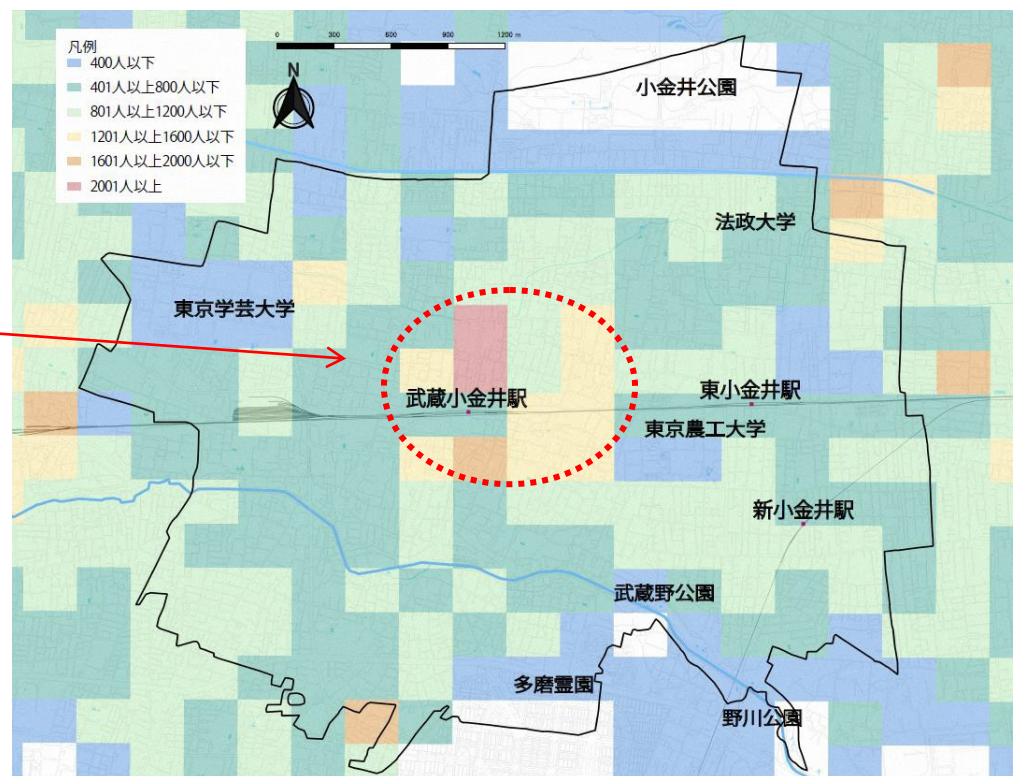 0 300 600 900 1200 m
凡例
400人以下
401人以上800人以下
801人以上1200人以下
1201人以上1600人以下
1601人以上2000人以下
2001人以上
N
小金井公園
法政大学
東京学芸大学
武蔵小金井駅
東小金井駅
東京農工大学
新小金井駅
武蔵野公園
多磨霊園
野川公園